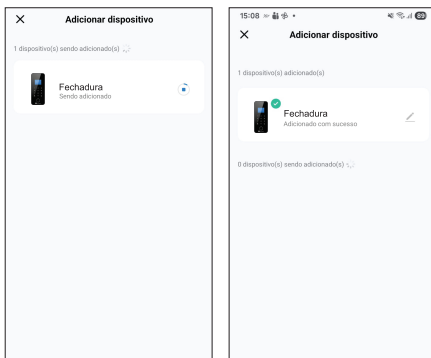 Adicionar dispositivo
1 dispositivo(s) sendo adicionado(s)
Fechadura
Sendo adicionado
15:08
89
Adicionar dispositivo
1 dispositivo(s) adicionado(s)
Fechadura
Adicionado com sucesso
0 dispositivo(s) sendo adicionado(s)